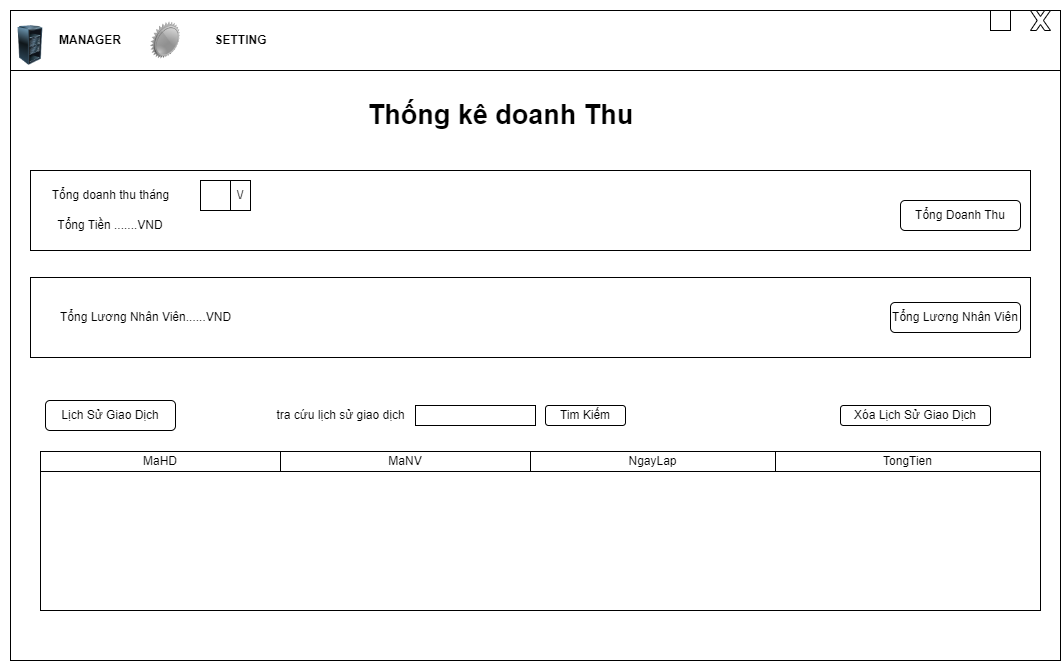 MANAGER SETTING X
Thống kê doanh Thu
Tổng doanh thu tháng V
Tổng Tiền .......VND
Tổng Doanh Thu
Tổng Lương Nhân Viên......VND
Tổng Lương Nhân Viên
Lịch Sử Giao Dịch tra cứu lịch sử giao dịch Tim Kiếm Xóa Lịch Sử Giao Dịch
MaHD MaNV NgayLap TongTien